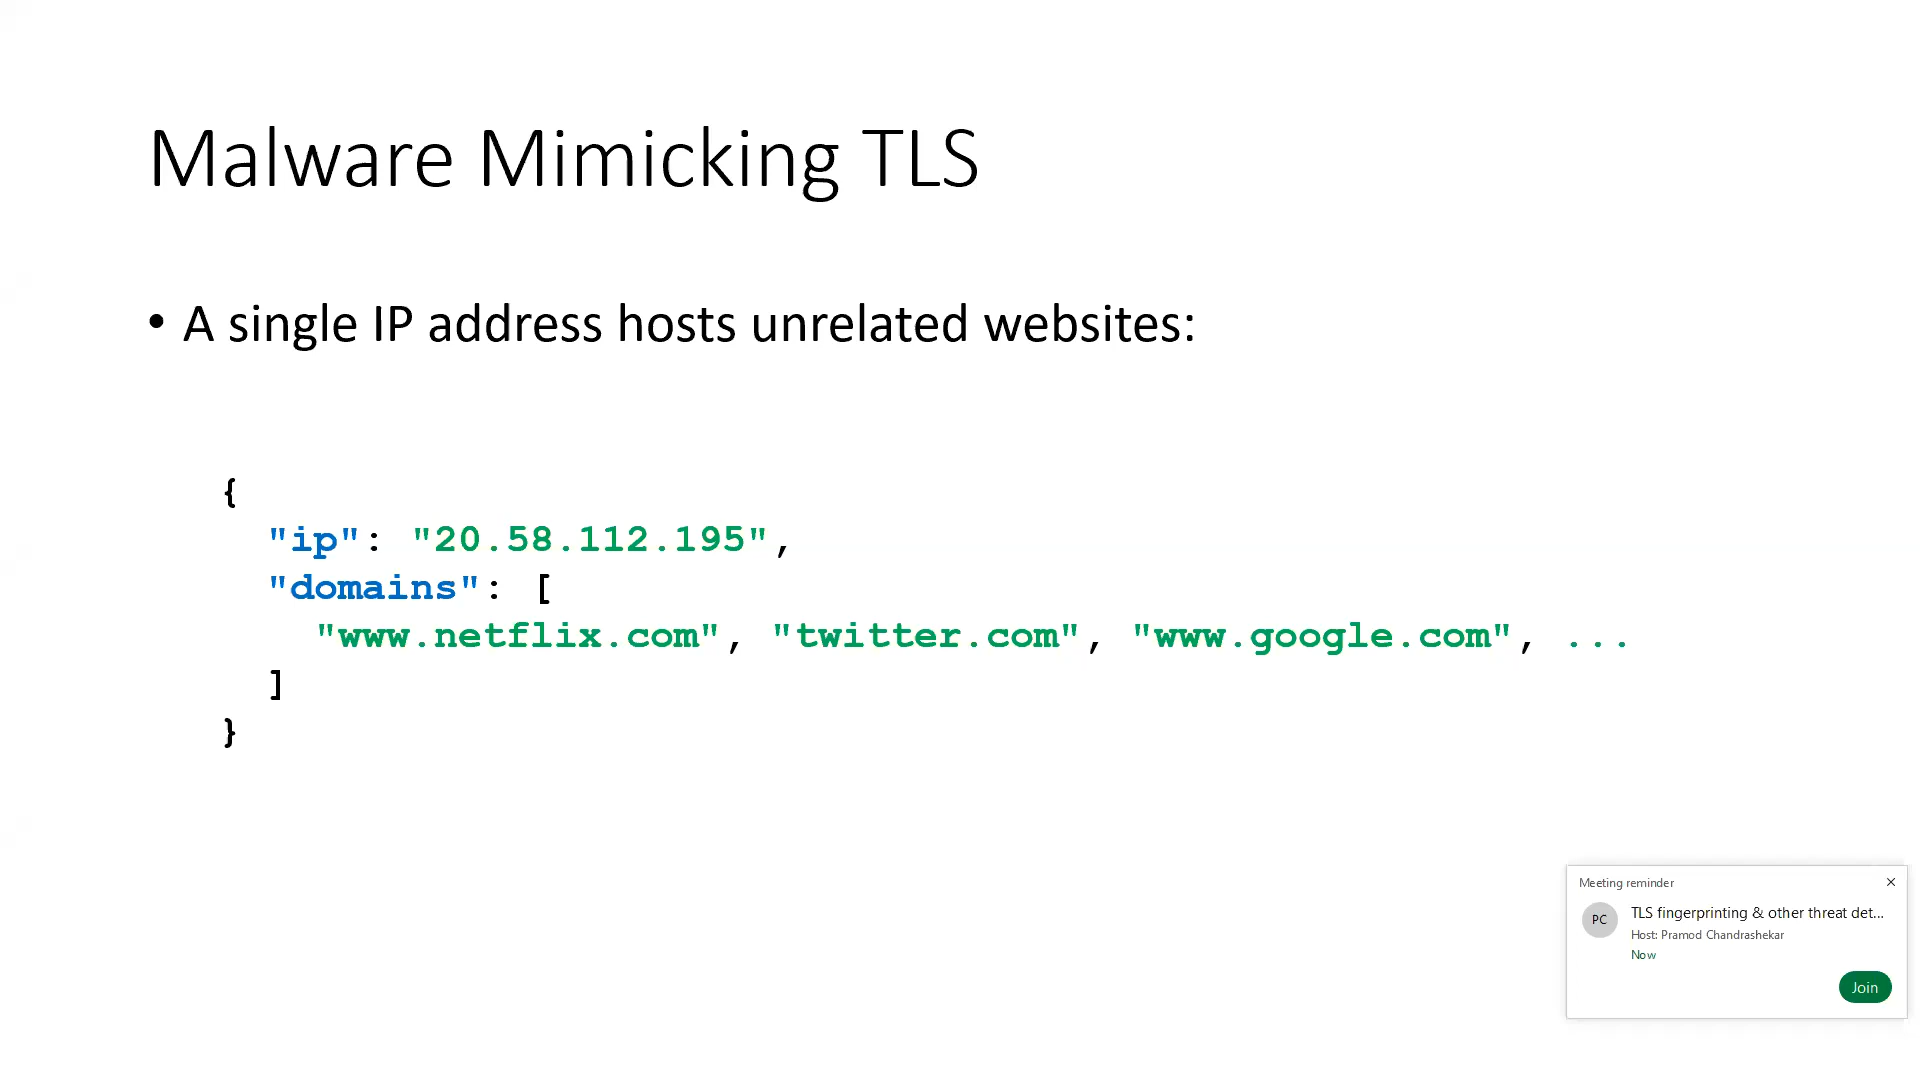 Malware Mimicking TLS
• A single IP address hosts unrelated websites:
{
"ip": "20.58.112.195",
"domains": [
"www.netflix.com", "twitter.com", "www.google.com", ...
]
}
Meeting reminder
×
PC
TLS fingerprinting & other threat det...
Host: Pramod Chandrashekar
Now
Join